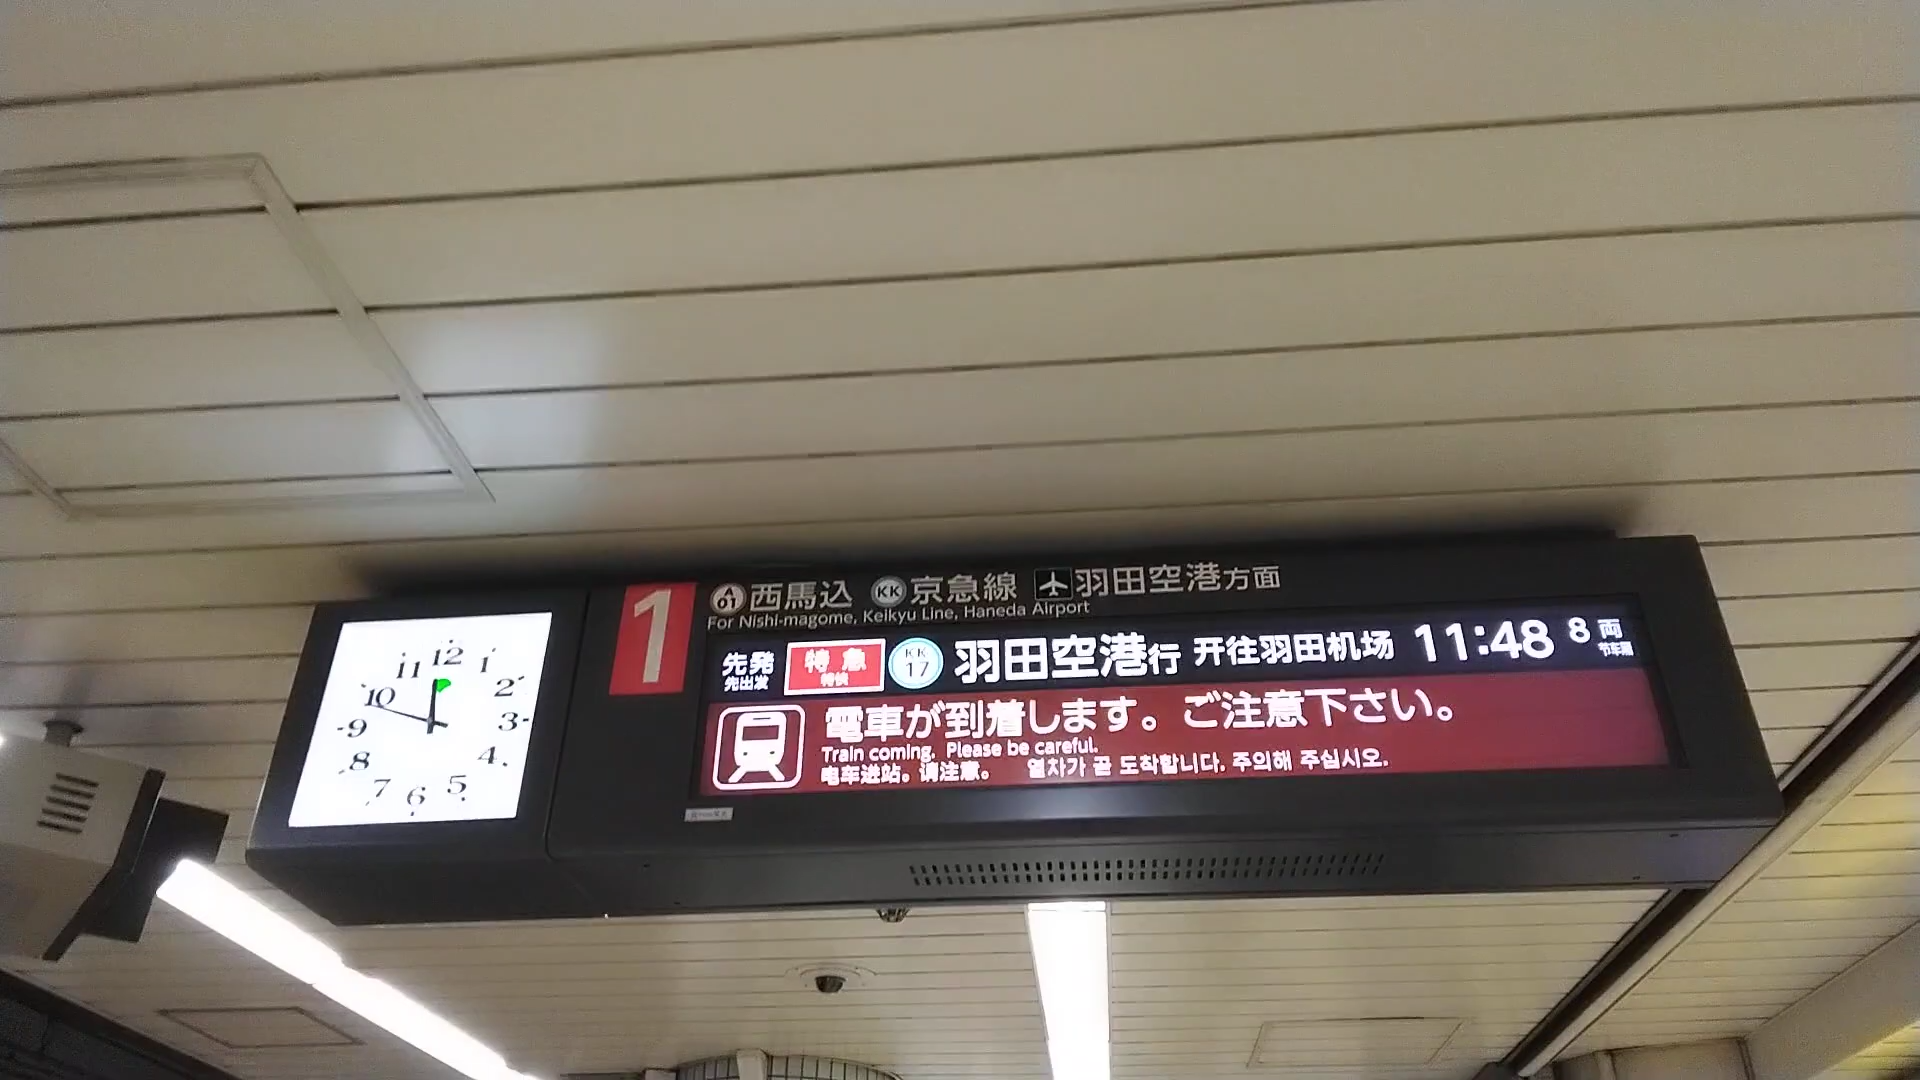 1
A 01 西馬込 KK 京急線 羽田空港方面
For Nishi-magome, Keikyu Line, Haneda Airport
先発 特急 KK 17 羽田空港行 开往羽田机场 11:48 8両
先出发 特快 节车厢
電車が到着します。ご注意下さい。
Train coming. Please be careful.
电车进站。请注意。 열차가 곧 도착합니다. 주의해 주십시오.
12
1
2
3
4
5
6
7
8
9
10
11